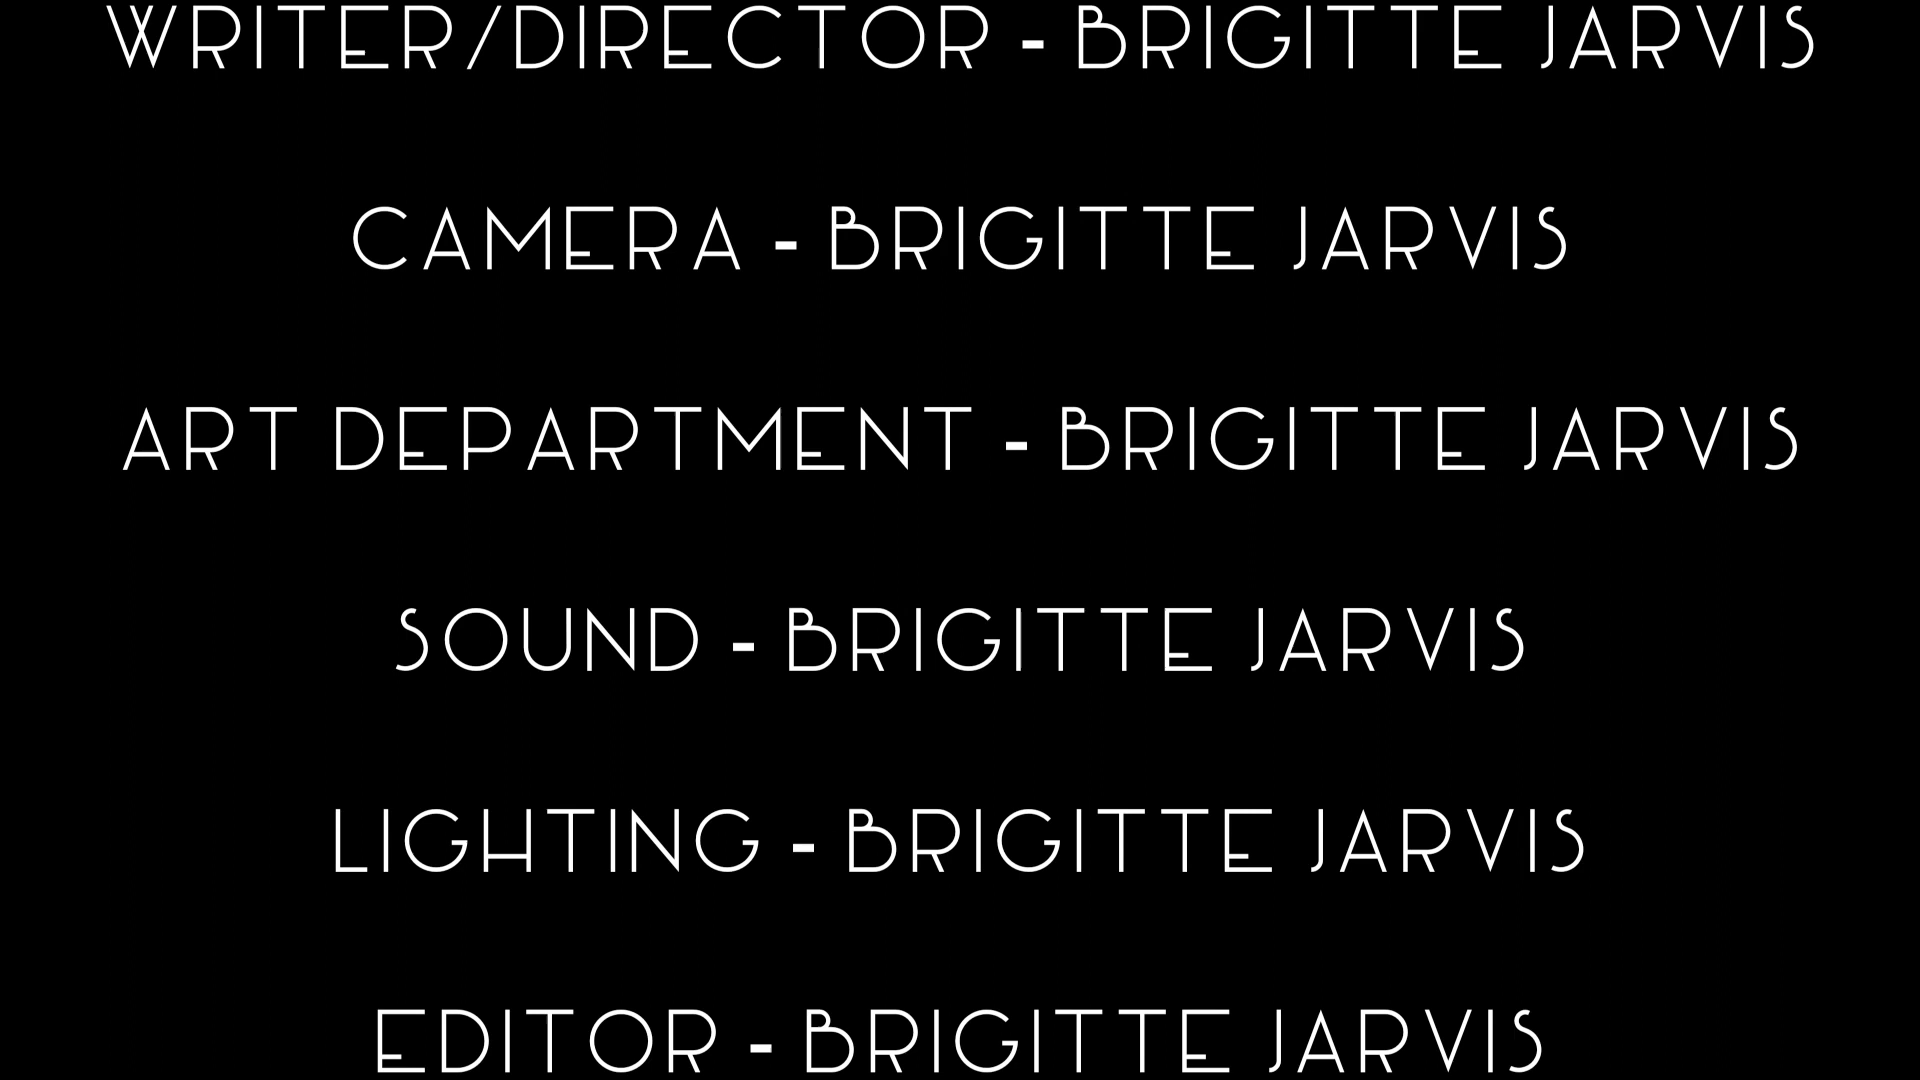 WRITER/DIRECTOR - BRIGITTE JARVIS
CAMERA - BRIGITTE JARVIS
ART DEPARTMENT - BRIGITTE JARVIS
SOUND - BRIGITTE JARVIS
LIGHTING - BRIGITTE JARVIS
EDITOR - BRIGITTE JARVIS